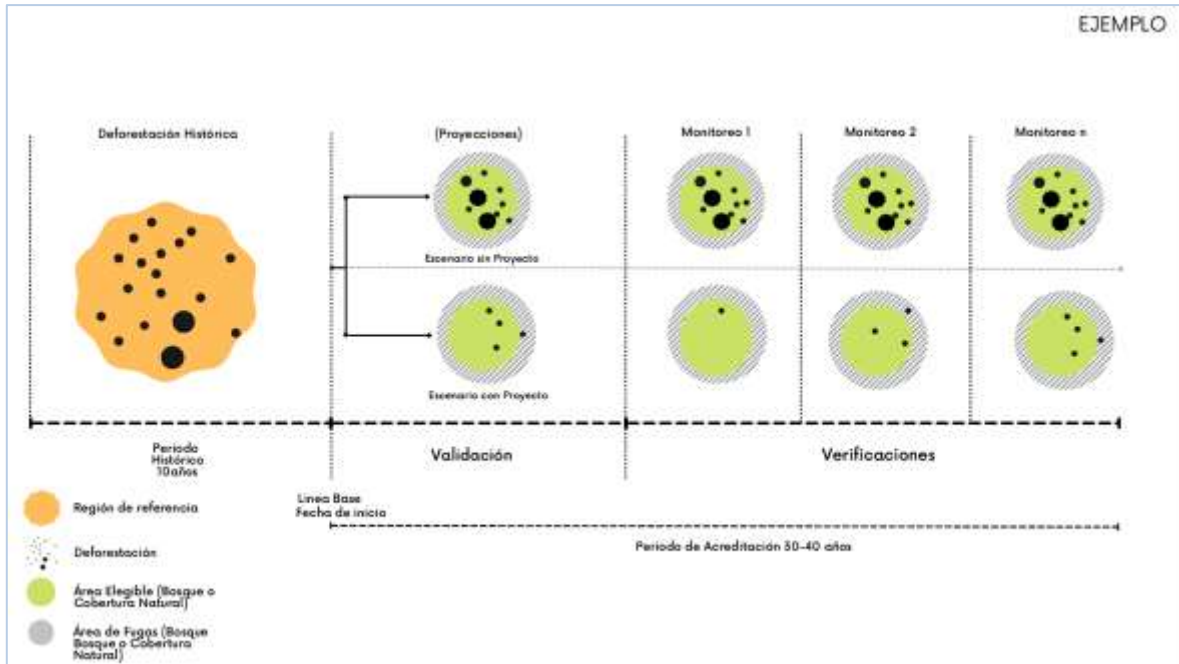 EJEMPLO
Deforestación Histórica
(Proyecciones)
Monitoreo 1
Monitoreo 2
Monitoreo n
Escenario sin Proyecto
Escenario con Proyecto
Periodo
Histórico
10años
Validación
Verificaciones
Linea Base
Fecha de inicio
Periodo de Acreditación 30-40 años
Región de referencia
Deforestación
Área Elegible (Bosque o
Cobertura Natural)
Área de Fugas (Bosque
Bosque o Cobertura
Natural)